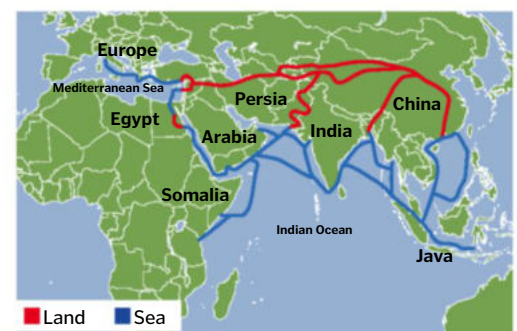 Europe
Mediterranean Sea
Persia
China
Egypt
Arabia
India
Somalia
Indian Ocean
Java
Land Sea